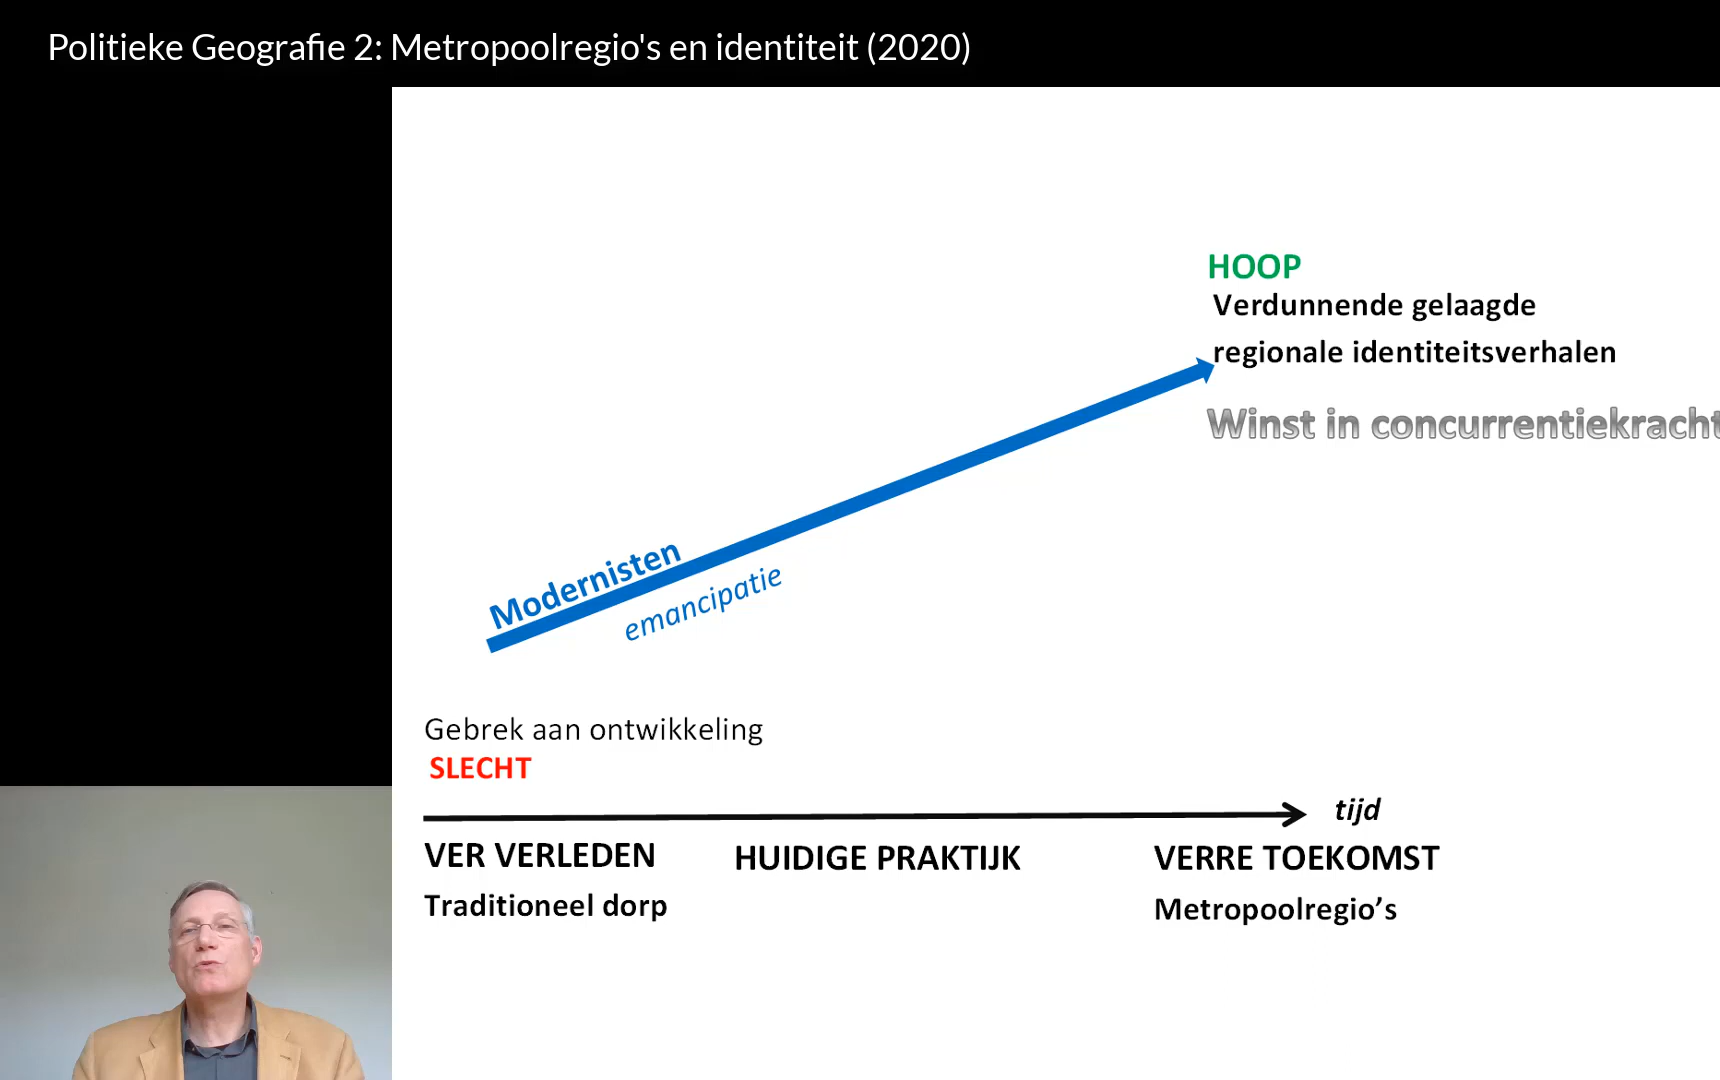 Politieke Geografie 2: Metropoolregio's en identiteit (2020)
HOOP
Verdunnende gelaagde
regionale identiteitsverhalen
Winst in concurrentiekracht
Modernisten
emancipatie
Gebrek aan ontwikkeling
SLECHT
tijd
VER VERLEDEN
HUIDIGE PRAKTIJK
VERRE TOEKOMST
Traditioneel dorp
Metropoolregio’s